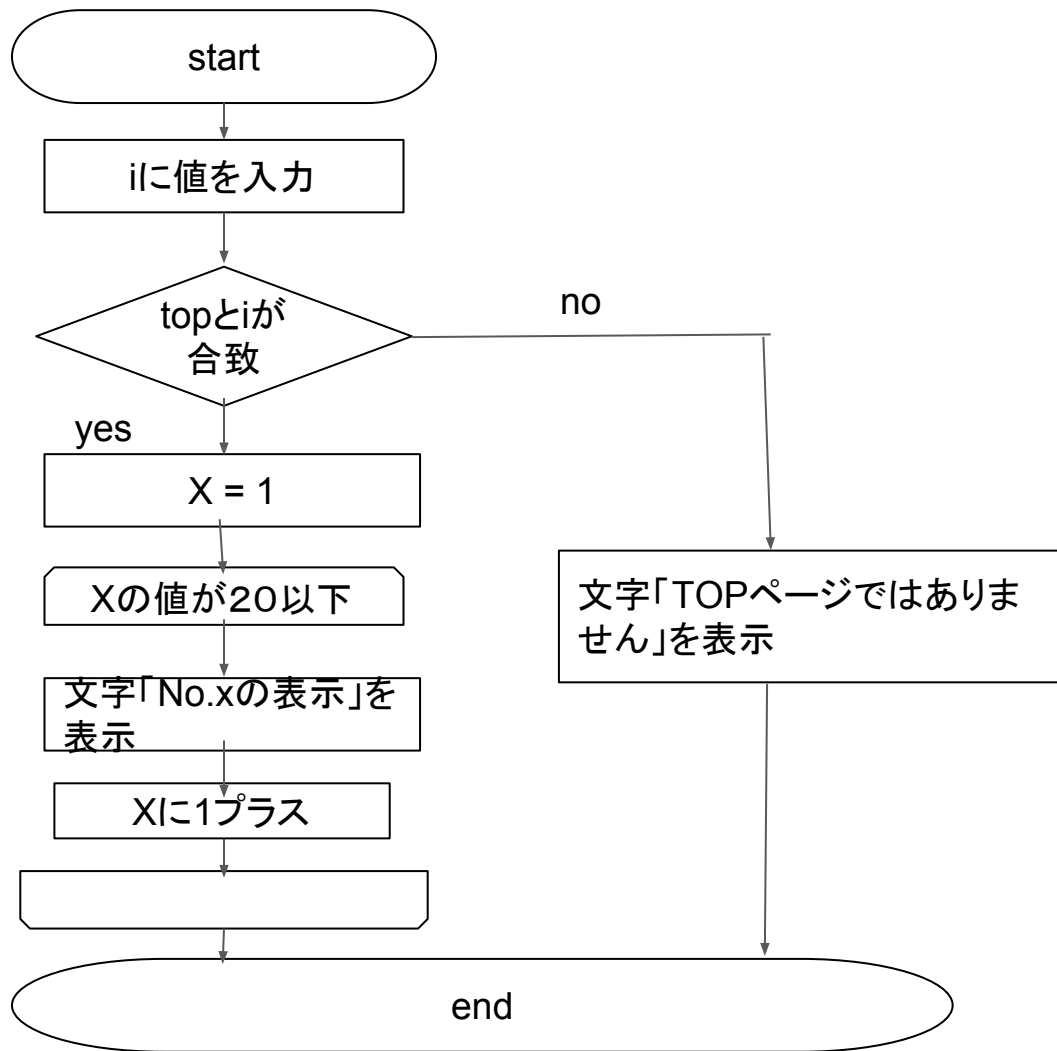 start
iに値を入力
topとiが
合致
no
yes
X = 1
Xの値が２０以下
文字「TOPページではありま
せん」を表示
文字「No.xの表示」を
表示
Xに1プラス
end